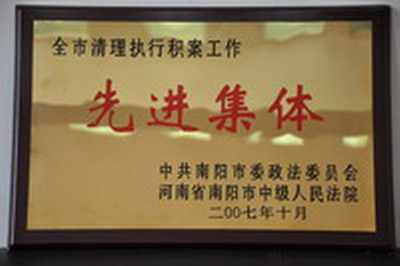 全市清理执行积案工作
先进集体
中共南阳市委政法委员会
河南省南阳市中级人民法院
二00七年十月